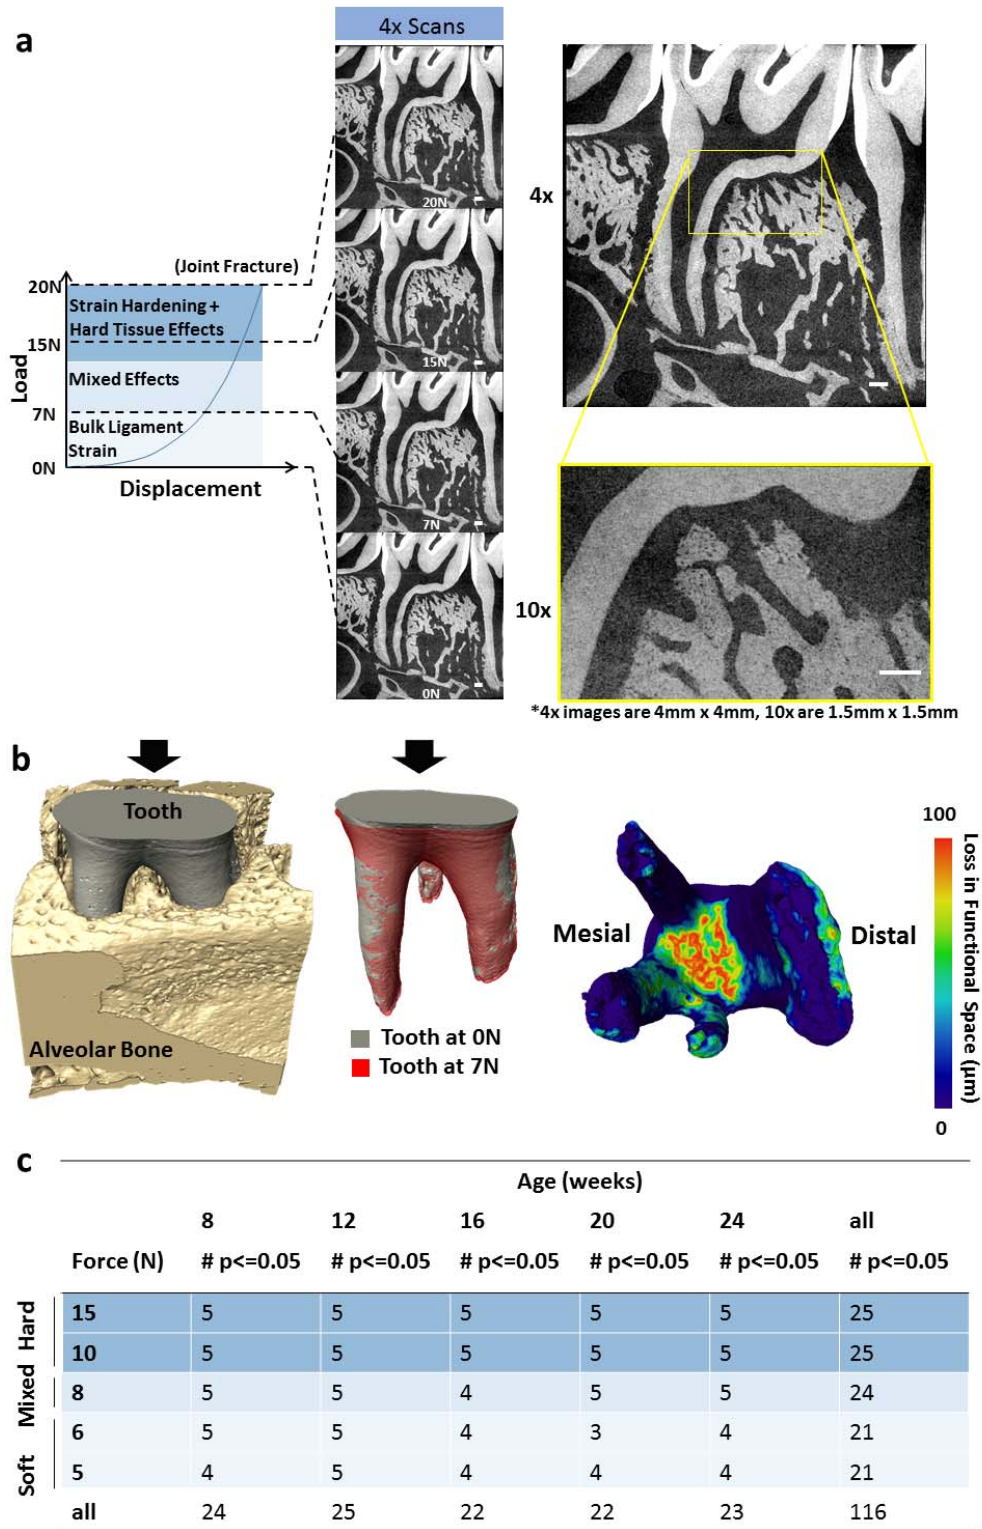 a
4x Scans
20N
15N
7N
0N
(Joint Fracture)
20N
Strain Hardening +
Hard Tissue Effects
15N
Mixed Effects
7N
Bulk Ligament
Strain
0N
Load
Displacement
4x
10x
*4x images are 4mm x 4mm, 10x are 1.5mm x 1.5mm
b
Tooth
Alveolar Bone
Tooth at 0N
Tooth at 7N
Mesial
Distal
100
Loss in Functional Space (µm)
0
c
Age (weeks)
8 12 16 20 24 all
Force (N) # p<=0.05 # p<=0.05 # p<=0.05 # p<=0.05 # p<=0.05 # p<=0.05
Hard
15 5 5 5 5 5 25
10 5 5 5 5 5 25
Mixed
8 5 5 4 5 5 24
Soft
6 5 5 4 3 4 21
5 4 5 4 4 4 21
all 24 25 22 22 23 116